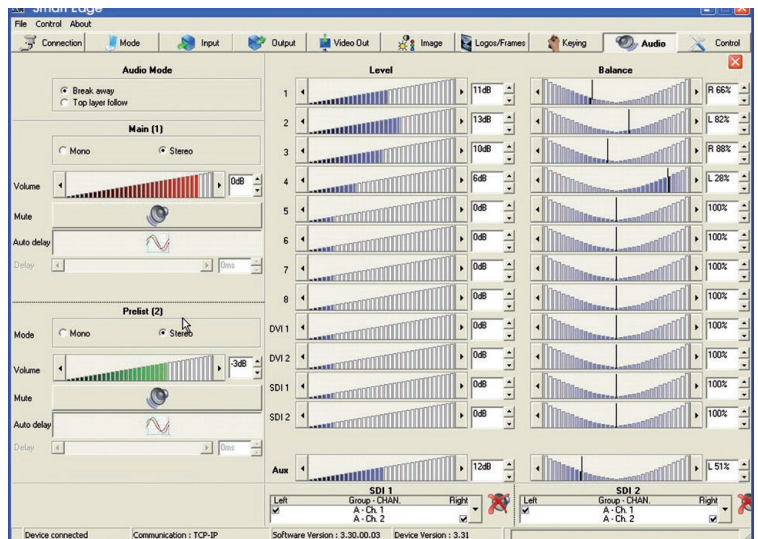 Smart Edge
File Control About
Connection Mode Input Output Video Out Image Logos/Frames Keying Audio Control
Audio Mode
Break away
Top layer follow
Main (1)
Mono Stereo
Volume 0dB
Mute
Auto delay
Delay 0ms
Prelist (2)
Mode Mono Stereo
Volume -3dB
Mute
Auto delay
Delay 0ms
Level Balance
1 11dB R 66%
2 13dB L 82%
3 10dB R 88%
4 6dB L 28%
5 0dB 100%
6 0dB 100%
7 0dB 100%
8 0dB 100%
DVI 1 0dB 100%
DVI 2 0dB 100%
SDI 1 0dB 100%
SDI 2 0dB 100%
Aux 12dB L 51%
SDI 1
Left Group - CHAN. Right
A - Ch. 1
A - Ch. 2
SDI 2
Left Group - CHAN. Right
A - Ch. 1
A - Ch. 2
Device connected Communication : TCP-IP Software Version : 3.30.00.03 Device Version : 3.31